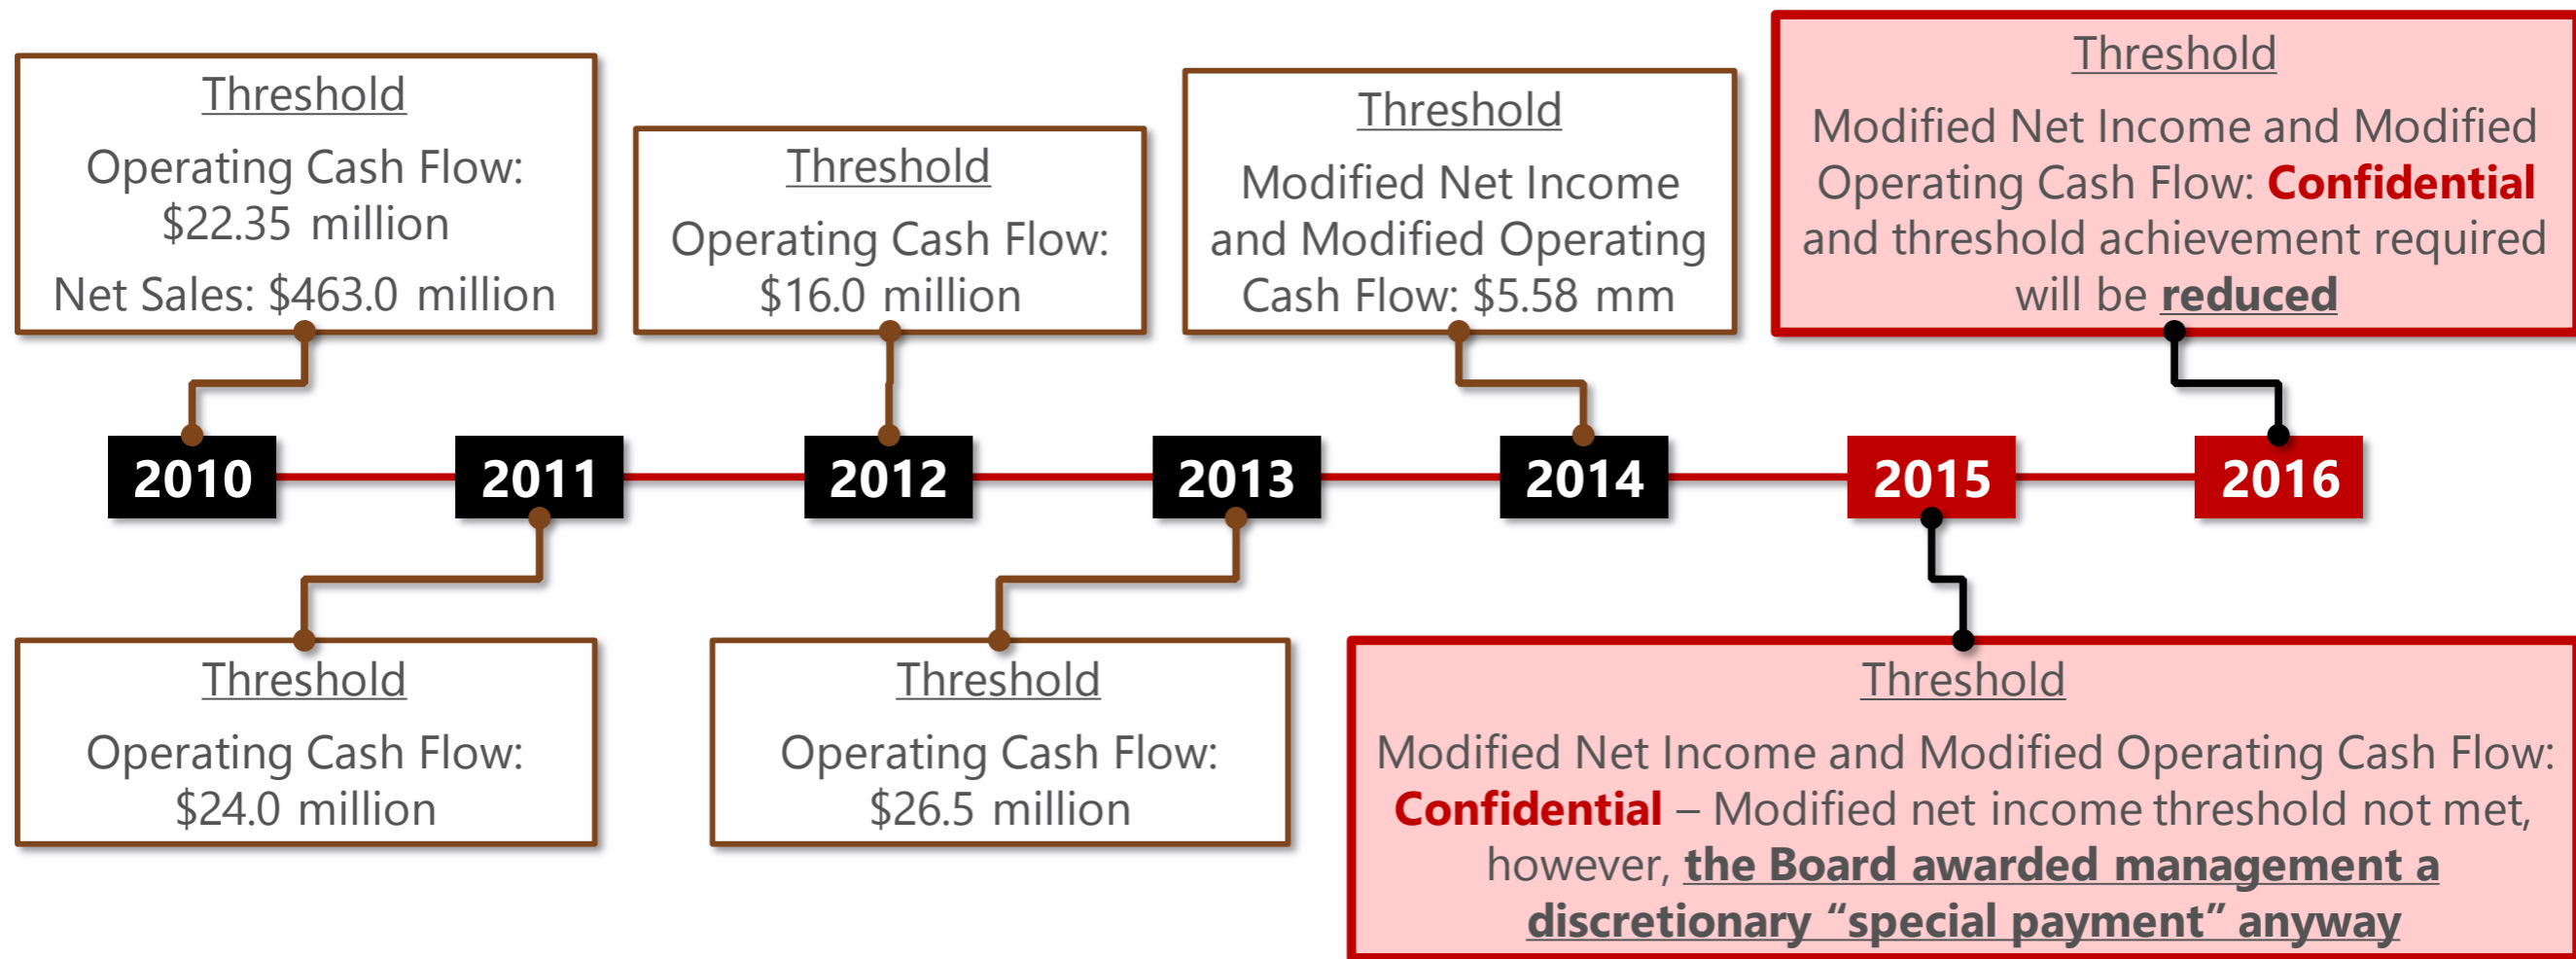 Threshold
Operating Cash Flow:
$22.35 million
Net Sales: $463.0 million
Threshold
Operating Cash Flow:
$16.0 million
Threshold
Modified Net Income
and Modified Operating
Cash Flow: $5.58 mm
Threshold
Modified Net Income and Modified
Operating Cash Flow: Confidential
and threshold achievement required
will be reduced
2010
2011
2012
2013
2014
2015
2016
Threshold
Operating Cash Flow:
$24.0 million
Threshold
Operating Cash Flow:
$26.5 million
Threshold
Modified Net Income and Modified Operating Cash Flow:
Confidential – Modified net income threshold not met,
however, the Board awarded management a
discretionary “special payment” anyway